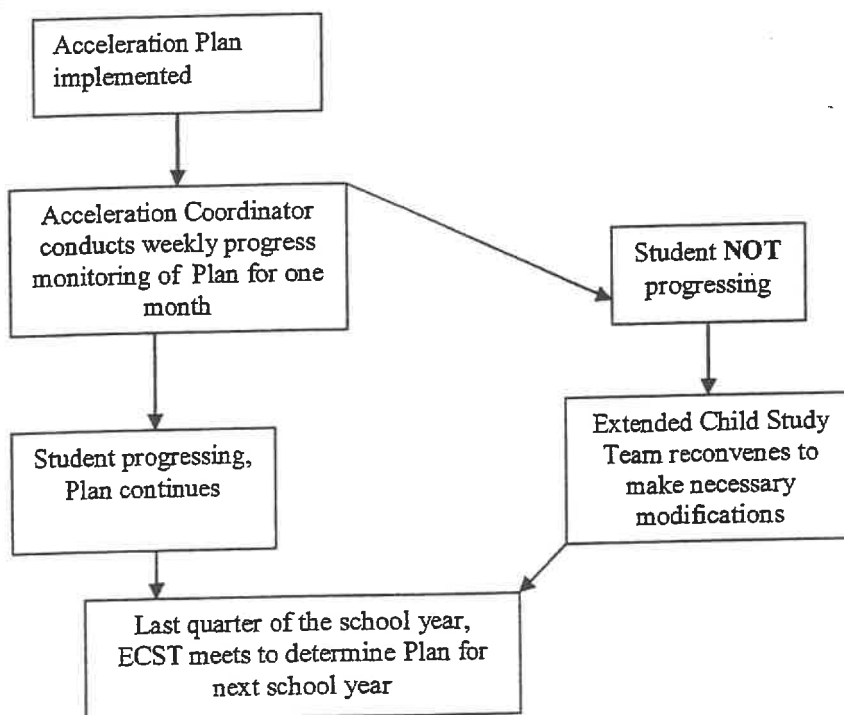 Acceleration Plan
implemented
Acceleration Coordinator
conducts weekly progress
monitoring of Plan for one
month
Student NOT
progressing
Student progressing,
Plan continues
Extended Child Study
Team reconvenes to
make necessary
modifications
Last quarter of the school year,
ECST meets to determine Plan for
next school year